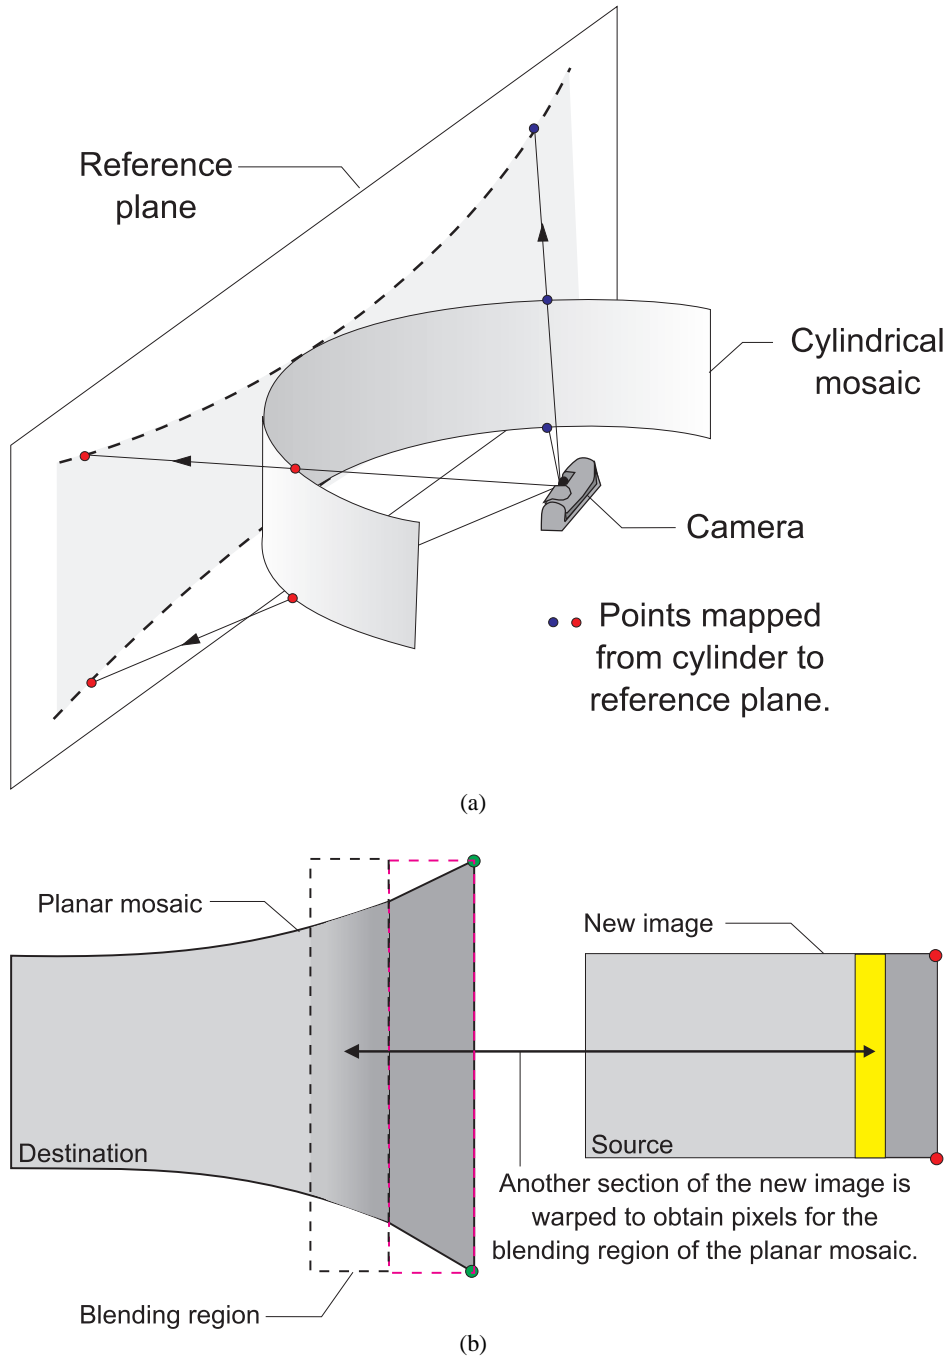 Reference
plane
Cylindrical
mosaic
Camera
Points mapped
from cylinder to
reference plane.
(a)
Planar mosaic
New image
Destination
Source
Another section of the new image is
warped to obtain pixels for the
blending region of the planar mosaic.
Blending region
(b)